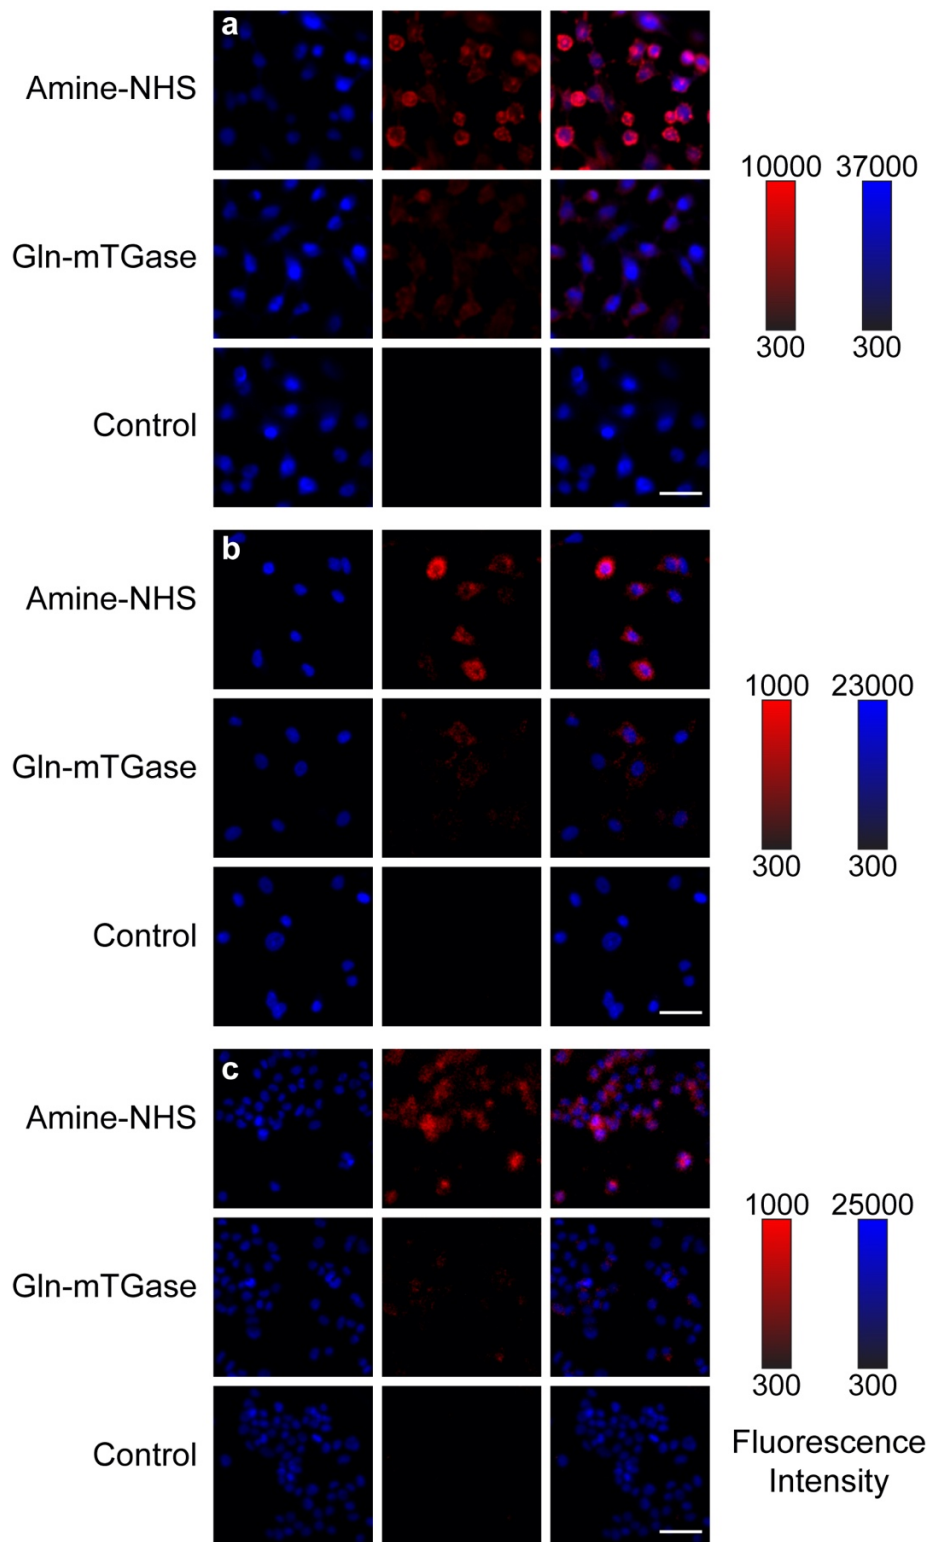 a
Amine-NHS
10000 37000
Gln-mTGase
300 300
Control
b
Amine-NHS
1000 23000
Gln-mTGase
300 300
Control
c
Amine-NHS
1000 25000
Gln-mTGase
300 300
Control
Fluorescence
Intensity